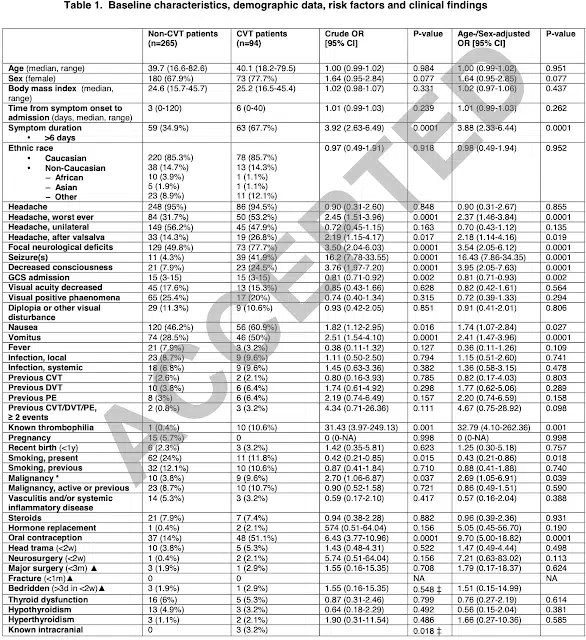 Table 1. Baseline characteristics, demographic data, risk factors and clinical findings
Non-CVT patients (n=265) CVT patients (n=94) Crude OR [95% CI] P-value Age-/Sex-adjusted OR [95% CI] P-value
Age (median, range) 39.7 (16.6-82.6) 40.1 (18.2-79.5) 1.00 (0.99-1.02) 0.984 1.00 (0.99-1.02) 0.951
Sex (female) 180 (67.9%) 73 (77.7%) 1.64 (0.95-2.84) 0.077 1.64 (0.95-2.85) 0.077
Body mass index (median, range) 24.6 (15.7-45.7) 25.2 (16.5-45.4) 1.02 (0.98-1.07) 0.331 1.02 (0.97-1.06) 0.437
Time from symptom onset to admission (days, median, range) 3 (0-120) 6 (0-40) 1.01 (0.99-1.03) 0.239 1.01 (0.99-1.03) 0.262
Symptom duration
• >6 days 59 (34.9%) 63 (67.7%) 3.92 (2.63-6.49) 0.0001 3.88 (2.33-6.44) 0.0001
Ethnic race 0.97 (0.49-1.91) 0.918 0.98 (0.49-1.94) 0.952
• Caucasian 220 (85.3%) 78 (85.7%)
• Non-Caucasian 38 (14.7%) 13 (14.3%)
– African 10 (3.9%) 1 (1.1%)
– Asian 5 (1.9%) 1 (1.1%)
– Other 23 (8.9%) 11 (12.1%)
Headache 248 (95%) 86 (94.5%) 0.90 (0.31-2.60) 0.848 0.90 (0.31-2.67) 0.855
Headache, worst ever 84 (31.7%) 50 (53.2%) 2.45 (1.51-3.96) 0.0001 2.37 (1.46-3.84) 0.0001
Headache, unilateral 149 (56.2%) 45 (47.9%) 0.72 (0.45-1.15) 0.163 0.70 (0.43-1.12) 0.135
Headache, after valsalva 33 (14.3%) 19 (26.8%) 2.19 (1.15-4.17) 0.017 2.18 (1.14-4.16) 0.019
Focal neurological deficits 129 (49.8%) 73 (77.7%) 3.50 (2.04-6.03) 0.0001 3.54 (2.05-6.12) 0.0001
Seizure(s) 11 (4.3%) 39 (41.9%) 16.2 (7.78-33.55) 0.0001 16.43 (7.86-34.35) 0.0001
Decreased consciousness 21 (7.9%) 23 (24.5%) 3.76 (1.97-7.20) 0.0001 3.95 (2.05-7.63) 0.0001
GCS admission 15 (3-15) 15 (3-15) 0.81 (0.71-0.92) 0.002 0.81 (0.71-0.93) 0.002
Visual acuity decreased 45 (17.6%) 13 (15.3%) 0.85 (0.43-1.66) 0.628 0.82 (0.42-1.61) 0.564
Visual positive phaenomena 65 (25.4%) 17 (20%) 0.74 (0.40-1.34) 0.315 0.72 (0.39-1.33) 0.294
Diplopia or other visual disturbance 29 (11.3%) 9 (10.6%) 0.93 (0.42-2.05) 0.851 0.91 (0.41-2.01) 0.806
Nausea 120 (46.2%) 56 (60.9%) 1.82 (1.12-2.95) 0.016 1.74 (1.07-2.84) 0.027
Vomitus 74 (28.5%) 46 (50%) 2.51 (1.54-4.10) 0.0001 2.41 (1.47-3.96) 0.0001
Fever 21 (7.9%) 3 (3.2%) 0.38 (0.11-1.32) 0.127 0.36 (0.11-1.26) 0.109
Infection, local 23 (8.7%) 9 (9.6%) 1.11 (0.50-2.50) 0.794 1.15 (0.51-2.60) 0.741
Infection, systemic 18 (6.8%) 9 (9.6%) 1.45 (0.63-3.36) 0.382 1.36 (0.58-3.15) 0.478
Previous CVT 7 (2.6%) 2 (2.1%) 0.80 (0.16-3.93) 0.785 0.82 (0.17-4.03) 0.803
Previous DVT 10 (3.8%) 6 (6.4%) 1.74 (0.61-4.92) 0.298 1.77 (0.62-5.06) 0.289
Previous PE 8 (3%) 6 (6.4%) 2.19 (0.74-6.49) 0.157 2.20 (0.74-6.59) 0.158
Previous CVT/DVT/PE, ≥ 2 events 2 (0.8%) 3 (3.2%) 4.34 (0.71-26.36) 0.111 4.67 (0.75-28.92) 0.098
Known thrombophilia 1 (0.4%) 10 (10.6%) 31.43 (3.97-249.13) 0.001 32.79 (4.10-262.36) 0.001
Pregnancy 15 (5.7%) 0 0 (0-NA) 0.998 0 (0-NA) 0.998
Recent birth (<1y) 6 (2.3%) 3 (3.2%) 1.42 (0.35-5.81) 0.623 1.25 (0.30-5.18) 0.757
Smoking, present 62 (24%) 11 (11.8%) 0.42 (0.21-0.85) 0.015 0.43 (0.21-0.86) 0.018
Smoking, previous 32 (12.1%) 10 (10.6%) 0.87 (0.41-1.84) 0.710 0.88 (0.41-1.88) 0.740
Malignancy * 10 (3.8%) 9 (9.6%) 2.70 (1.06-6.87) 0.037 2.69 (1.05-6.91) 0.039
Malignancy, active or previous 23 (8.7%) 10 (10.7%) 0.90 (0.52-1.58) 0.721 0.86 (0.49-1.51) 0.590
Vasculitis and/or systemic inflammatory disease 14 (5.3%) 3 (3.2%) 0.59 (0.17-2.10) 0.417 0.57 (0.16-2.04) 0.388
Steroids 21 (7.9%) 7 (7.4%) 0.94 (0.38-2.28) 0.882 0.96 (0.39-2.36) 0.931
Hormone replacement 1 (0.4%) 2 (2.1%) 574 (0.51-64.04) 0.156 5.05 (0.45-56.70) 0.190
Oral contraception 37 (14%) 48 (51.1%) 6.43 (3.77-10.96) 0.0001 9.70 (5.00-18.82) 0.0001
Head trama (<2w) 10 (3.8%) 5 (5.3%) 1.43 (0.48-4.31) 0.522 1.47 (0.49-4.44) 0.498
Neurosurgery (<2w) 1 (0.4%) 2 (2.1%) 5.74 (0.51-64.04) 0.156 7.21 (0.63-83.02) 0.113
Major surgery (<3m) ▲ 3 (1.9%) 1 (2.9%) 1.55 (0.16-15.35) 0.708 1.79 (0.17-18.37) 0.624
Fracture (<1m)▲ 0 0 NA NA
Bedridden (>3d in <2w)▲ 3 (1.9%) 1 (2.9%) 1.55 (0.16-15.35) 0.548 ‡ 1.51 (0.15-14.99)
Thyroid dysfunction 16 (6%) 5 (5.3%) 0.87 (0.31-2.46) 0.799 0.76 (0.27-2.19) 0.614
Hypothyroidism 13 (4.9%) 3 (3.2%) 0.64 (0.18-2.29) 0.492 0.56 (0.15-2.04) 0.381
Hyperthyroidism 3 (1.1%) 2 (2.1%) 1.90 (0.31-11.54) 0.486 1.66 (0.27-10.36) 0.585
Known intracranial 0 3 (3.2%) 0.018 ‡
ACCEPTED